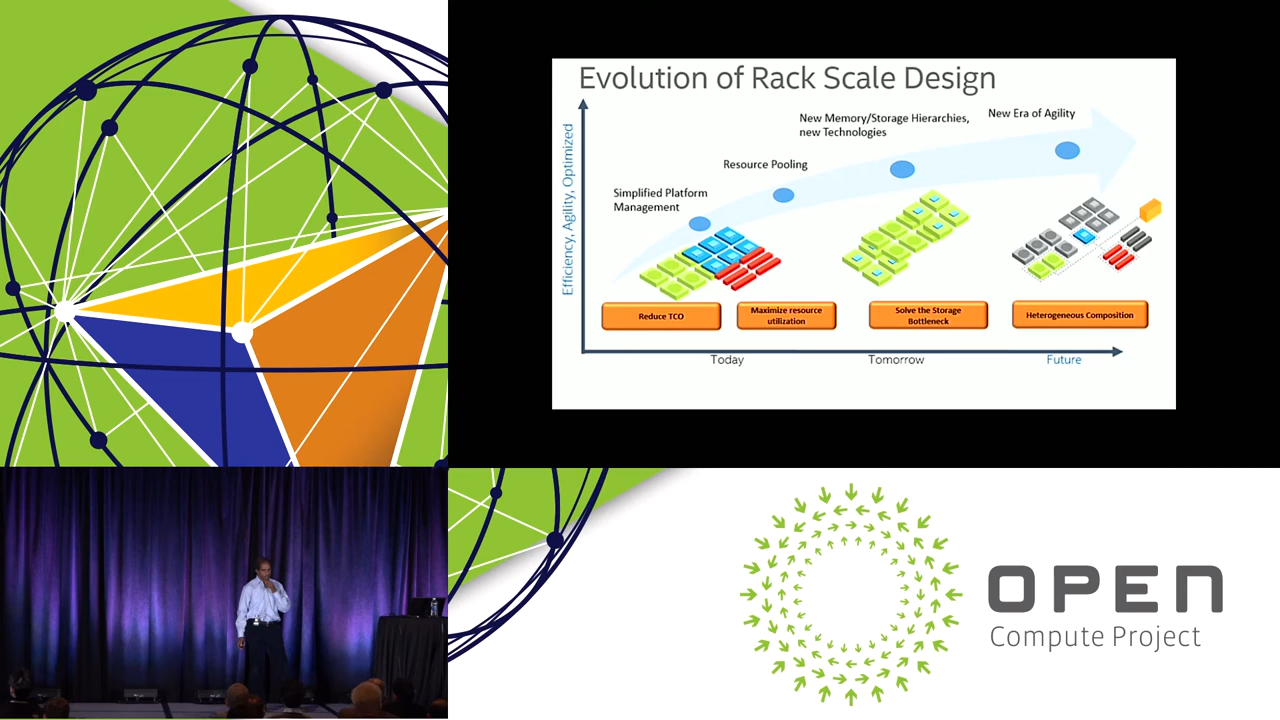 Evolution of Rack Scale Design
Efficiency, Agility, Optimized
Simplified Platform
Management
Resource Pooling
New Memory/Storage Hierarchies,
new Technologies
New Era of Agility
Reduce TCO
Maximize resource
utilization
Solve the Storage
Bottleneck
Heterogeneous Composition
Today
Tomorrow
Future
OPEN
Compute Project